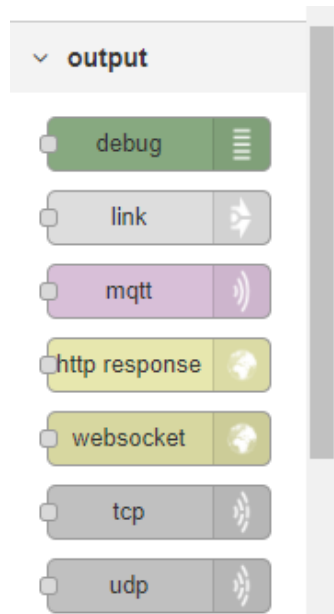 output
debug
link
mqtt
http response
websocket
tcp
udp